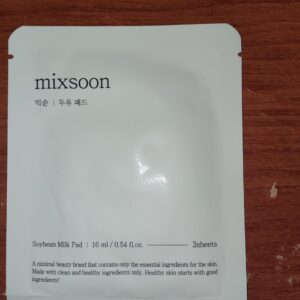 mixsoon
믹순 | 두유 패드
Soybean Milk Pad | 16 ml / 0.54 fl.oz. 3sheets
A minimal beauty brand that contains only the essential ingredients for the skin.
Made with clean and healthy ingredients only. Healthy skin starts with good
ingredients!